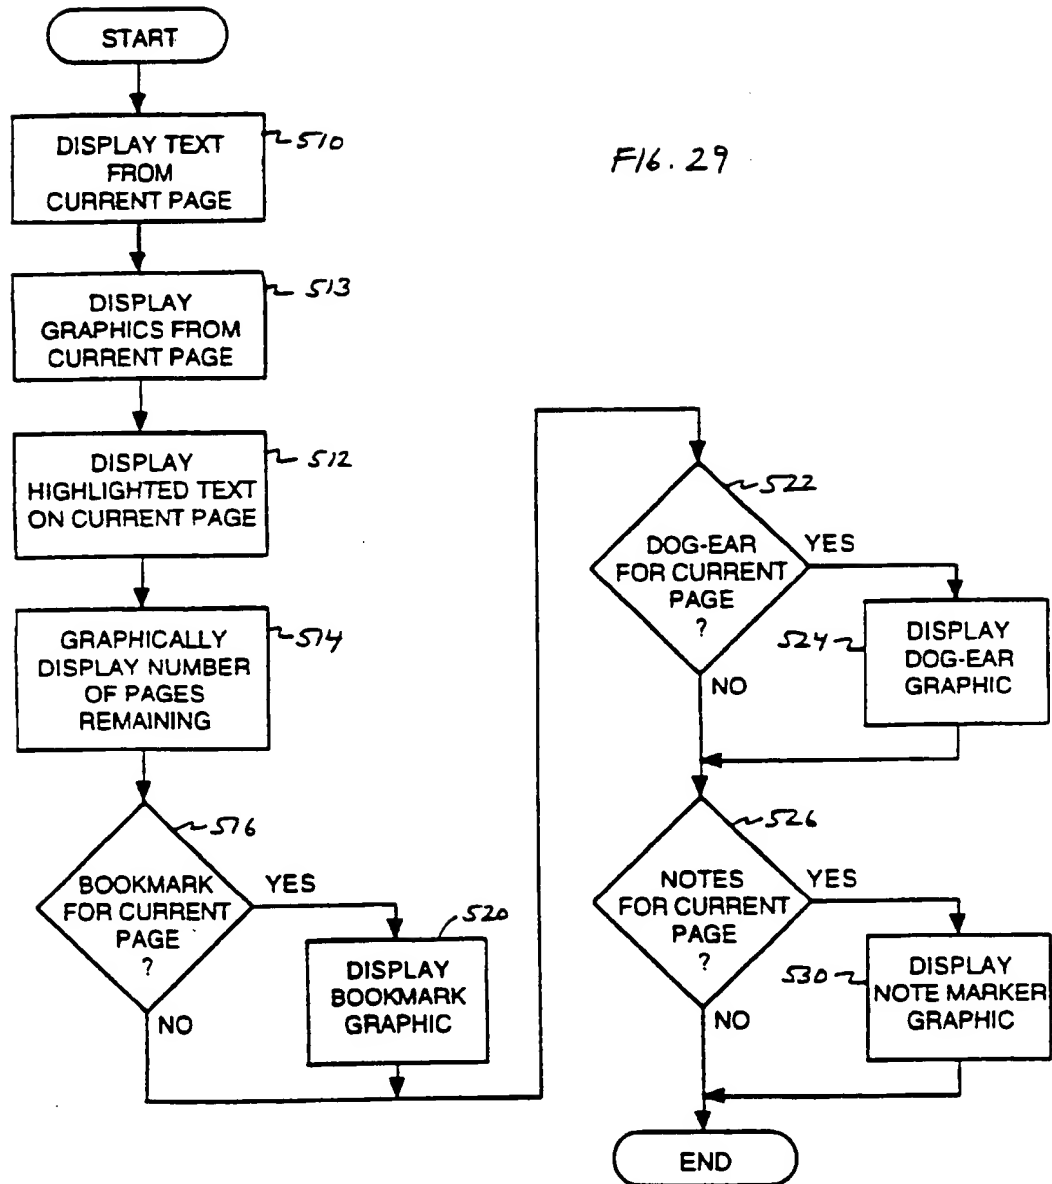 START
DISPLAY TEXT
FROM
CURRENT PAGE
510
FIG. 29
DISPLAY
GRAPHICS FROM
CURRENT PAGE
513
DISPLAY
HIGHLIGHTED TEXT
ON CURRENT PAGE
512
GRAPHICALLY
DISPLAY NUMBER
OF PAGES
REMAINING
514
BOOKMARK
FOR CURRENT
PAGE
?
516
YES
NO
DISPLAY
BOOKMARK
GRAPHIC
520
DOG-EAR
FOR CURRENT
PAGE
?
522
YES
NO
DISPLAY
DOG-EAR
GRAPHIC
524
NOTES
FOR CURRENT
PAGE
?
526
YES
NO
DISPLAY
NOTE MARKER
GRAPHIC
530
END